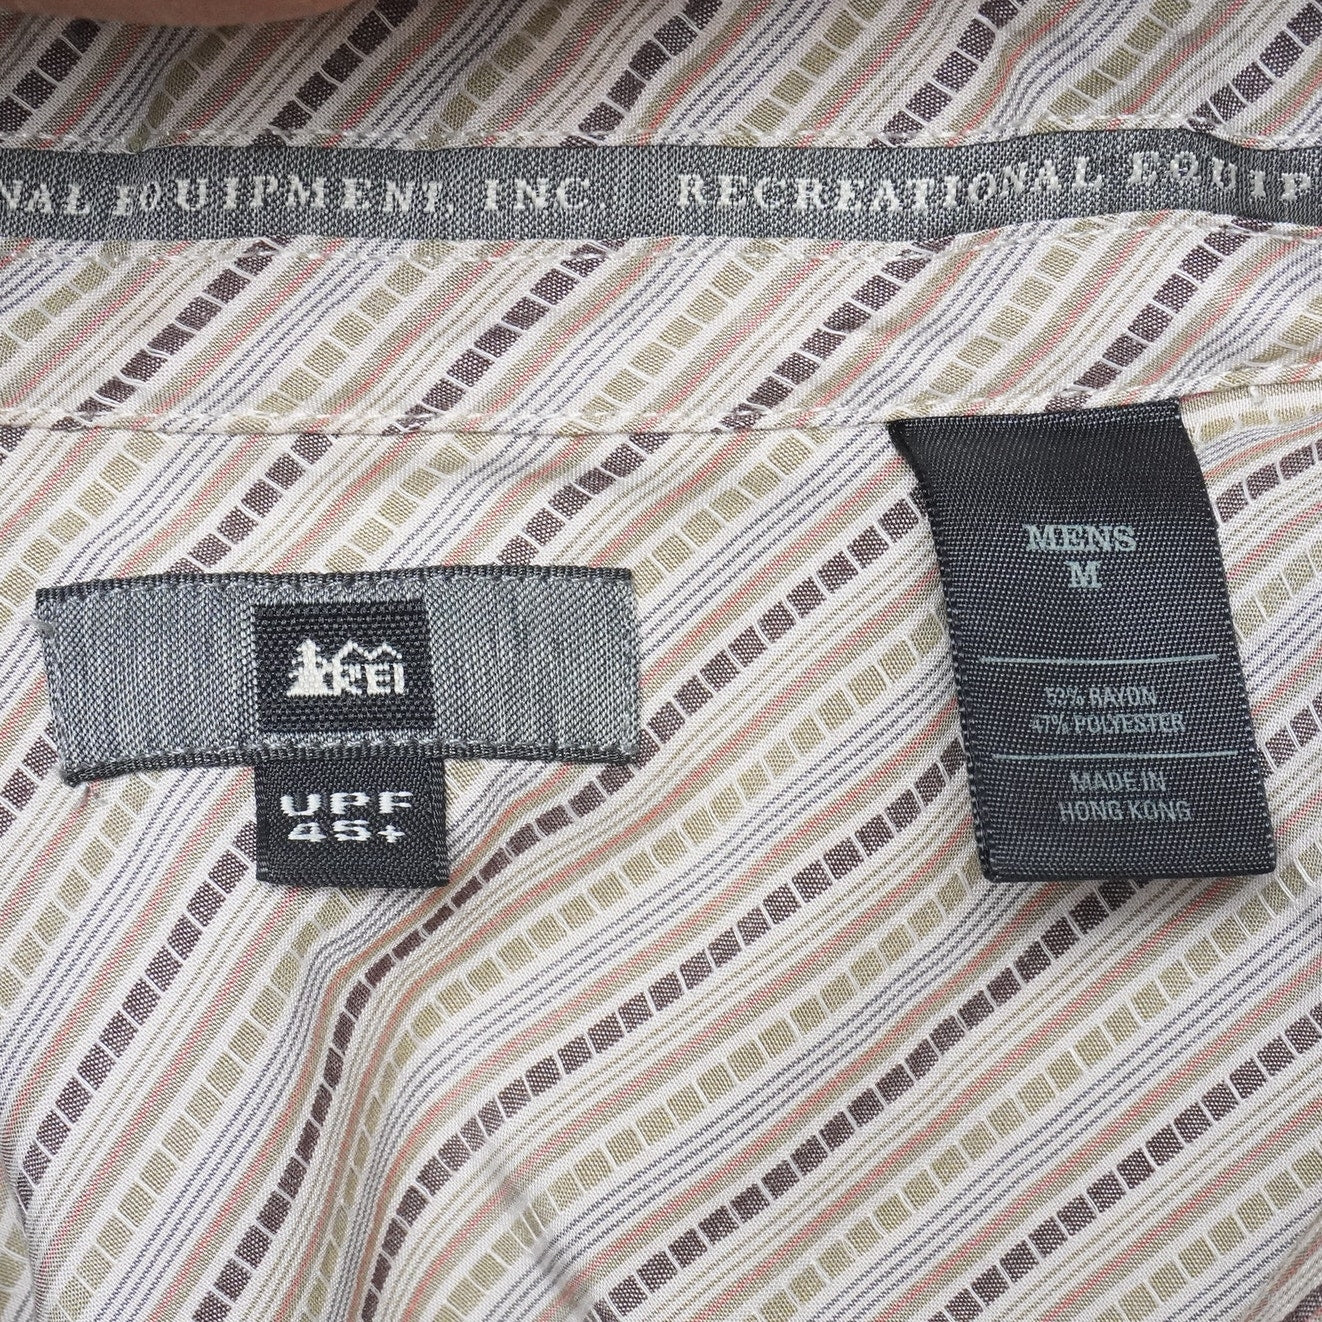 NAL EQUIPMENT, INC. RECREATIONAL EQUIP
REI
UPF
45+
MENS
M
53% RAYON
47% POLYESTER
MADE IN
HONG KONG